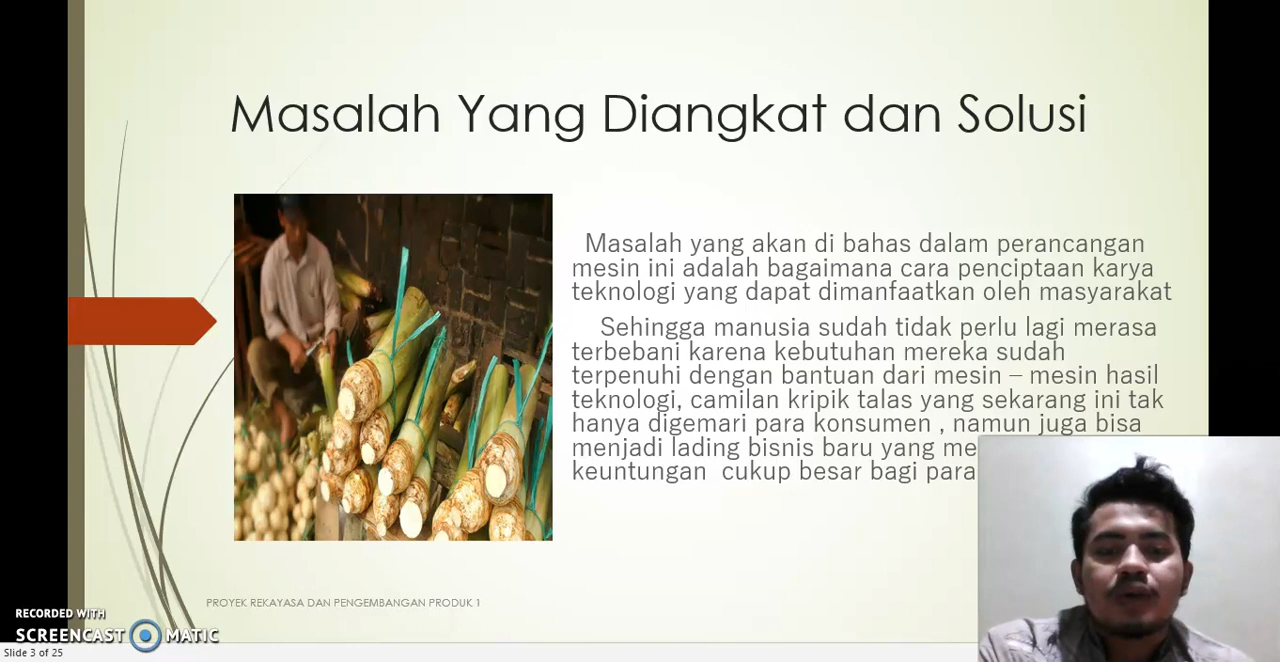 Masalah Yang Diangkat dan Solusi
Masalah yang akan di bahas dalam perancangan
mesin ini adalah bagaimana cara penciptaan karya
teknologi yang dapat dimanfaatkan oleh masyarakat
Sehingga manusia sudah tidak perlu lagi merasa
terbebani karena kebutuhan mereka sudah
terpenuhi dengan bantuan dari mesin – mesin hasil
teknologi, camilan kripik talas yang sekarang ini tak
hanya digemari para konsumen , namun juga bisa
menjadi lading bisnis baru yang
keuntungan cukup besar bagi para
PROYEK REKAYASA DAN PENGEMBANGAN PRODUK 1
RECORDED WITH
SCREENCAST MATIC
Slide 3 of 25